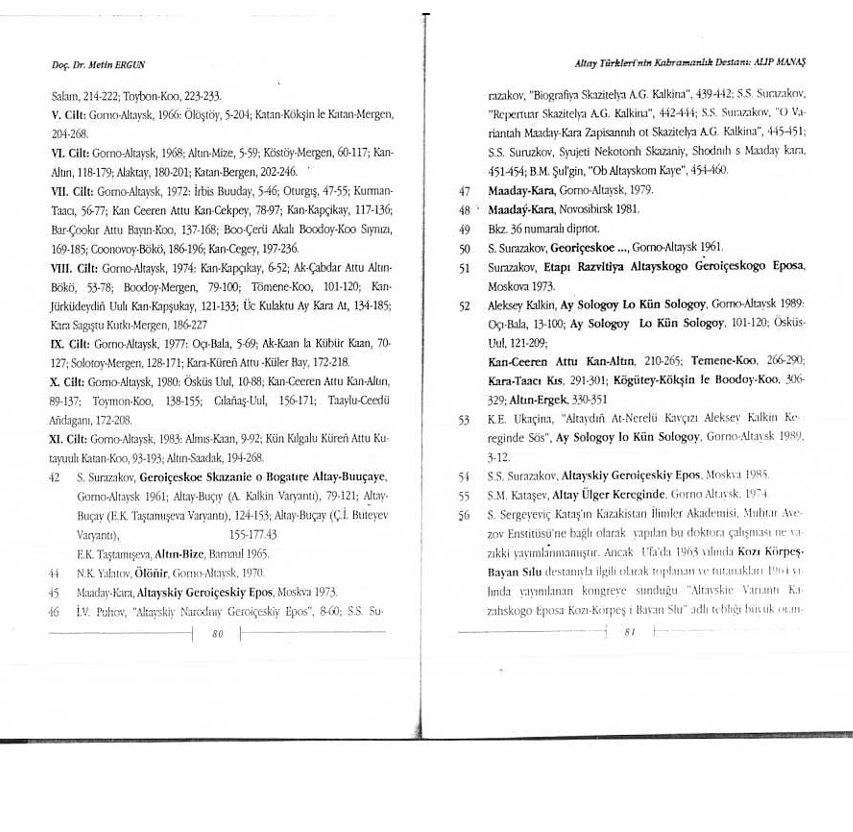 Doç. Dr. Metin ERGUN
Salam, 214-222; Toybon-Koo, 223-233.
V. Cilt: Gorno-Altaysk, 1966: Ölöştöy, 5-204; Katan-Kökşin le Katan-Mergen,
204-268.
VI. Cilt: Gorno-Altaysk, 1968; Altın-Mize, 5-59; Köstöy-Mergen, 60-117; Kan-
Altın, 118-179; Alaktay, 180-201; Katan-Bergen, 202-246.
VII. Cilt: Gorno-Altaysk, 1972: İrbis Buuday, 5-46; Oturgış, 47-55; Kurman-
Taacı, 56-77; Kan Ceeren Attu Kan-Cekpey, 78-97; Kan-Kapçikay, 117-136;
Bar-Çookır Attu Bayın-Koo, 137-168; Boo-Çerü Akalı Boodoy-Koo Sıynızı,
169-185; Coonovoy-Bökö, 186-196; Kan-Cegey, 197-236.
VIII. Cilt: Gorno-Altaysk, 1974: Kan-Kapçıkay, 6-52; Ak-Çabdar Attu Altın-
Bökö, 53-78; Boodoy-Mergen, 79-100; Tömene-Koo, 101-120; Kan-
Jürküdeydiñ Uulı Kan-Kapşukay, 121-133; Üc Kulaktu Ay Kara At, 134-185;
Kara Sagıştu Kurkı-Mergen, 186-227
IX. Cilt: Gorno-Altaysk, 1977: Oçı-Bala, 5-69; Ak-Kaan la Kübür Kaan, 70-
127; Solotoy-Mergen, 128-171; Kara-Küreñ Attu -Küler Bay, 172-218.
X. Cilt: Gorno-Altaysk, 1980: Ösküs Uul, 10-88; Kan-Ceeren Attu Kan-Altın,
89-137; Toymon-Koo, 138-155; Cılañaş-Uul, 156-171; Taaylu-Ceedü
Añdaganı, 172-208.
XI. Cilt: Gorno-Altaysk, 1983: Almıs-Kaan, 9-92; Kün Kılgalu Küreñ Attu Ku-
tayuulı Katan-Koo, 93-193; Altın-Saadak, 194-268.
42 S. Surazakov, Geroiçeskoe Skazanie o Bogatıre Altay-Buuçaye,
Gorno-Altaysk 1961; Altay-Buçıy (A. Kalkin Varyantı), 79-121; Altay-
Buçay (E.K. Taştamışeva Varyantı), 124-153; Altay-Buçay (Ç.İ. Buteyev
Varyantı), 155-177.43
E.K. Taştamışeva, Altın-Bize, Barnaul 1965.
44 N.K. Yalatov, Ölöñir, Gorno-Altaysk, 1970.
45 Maaday-Kara, Altayskiy Geroiçeskiy Epos, Moskva 1973.
46 İ.V. Puhov, "Altayskiy Narodnıy Geroiçeskiy Epos", 8-60; S.S. Su-
80
Altay Türkleri'nin Kahramanlık Destanı: ALIP MANAŞ
razakov, "Biografiya Skazitelya A.G. Kalkina", 439-442; S.S. Surazakov,
"Repertuar Skazitelya A.G. Kalkina", 442-444; S.S. Surazakov, "O Va-
riantah Maaday-Kara Zapisannıh ot Skazitelya A.G. Kalkina", 445-451;
S.S. Suruzkov, Syujeti Nekotorıh Skazaniy, Shodnıh s Maaday kara,
451-454; B.M. Şul'gin, "Ob Altayskom Kaye", 454-460.
47 Maaday-Kara, Gorno-Altaysk, 1979.
48 Maadaý-Kara, Novosibirsk 1981.
49 Bkz. 36 numaralı dipnot.
50 S. Surazakov, Georiçeskoe ..., Gorno-Altaysk 1961.
51 Surazakov, Etapı Razvitiya Altayskogo Geroiçeskogo Eposa,
Moskova 1973.
52 Aleksey Kalkin, Ay Sologoy Lo Kün Sologoy, Gorno-Altaysk 1989:
Oçı-Bala, 13-100; Ay Sologoy Lo Kün Sologoy, 101-120; Ösküs-
Uul, 121-209;
Kan-Ceeren Attu Kan-Altın, 210-265; Temene-Koo, 266-290;
Kara-Taacı Kıs, 291-301; Kögütey-Kökşin le Boodoy-Koo, 306-
329; Altın-Ergek, 330-351
53 K.E. Ukaçina, "Altaydıñ At-Nerelü Kavçızı Aleksey Kalkin Ke-
reginde Sös", Ay Sologoy lo Kün Sologoy, Gorno-Altaysk 1989,
3-12.
54 S.S. Surazakov, Altayskiy Geroiçeskiy Epos, Moskva 1985.
55 S.M. Kataşev, Altay Ülger Kereginde, Gorno Altaysk, 1974
56 S. Sergeyeviç Kataş'ın Kazakistan İlimler Akademisi, Muhtar Ave-
zov Enstitüsü'ne bağlı olarak yapılan bu doktora çalışması ne ya-
zıkki yayımlanmamıştır. Ancak Ufa'da 1963 yılında Kozı Körpeş-
Bayan Sılu destanıyla ilgili olarak toplanan ve tutanakları 1964 yı-
lında yayımlanan kongreye sunduğu "Altayskie Variantı Ka-
zahskogo Eposa Kozı-Körpeş i Bayan Slu" adlı tebliği büyük
81